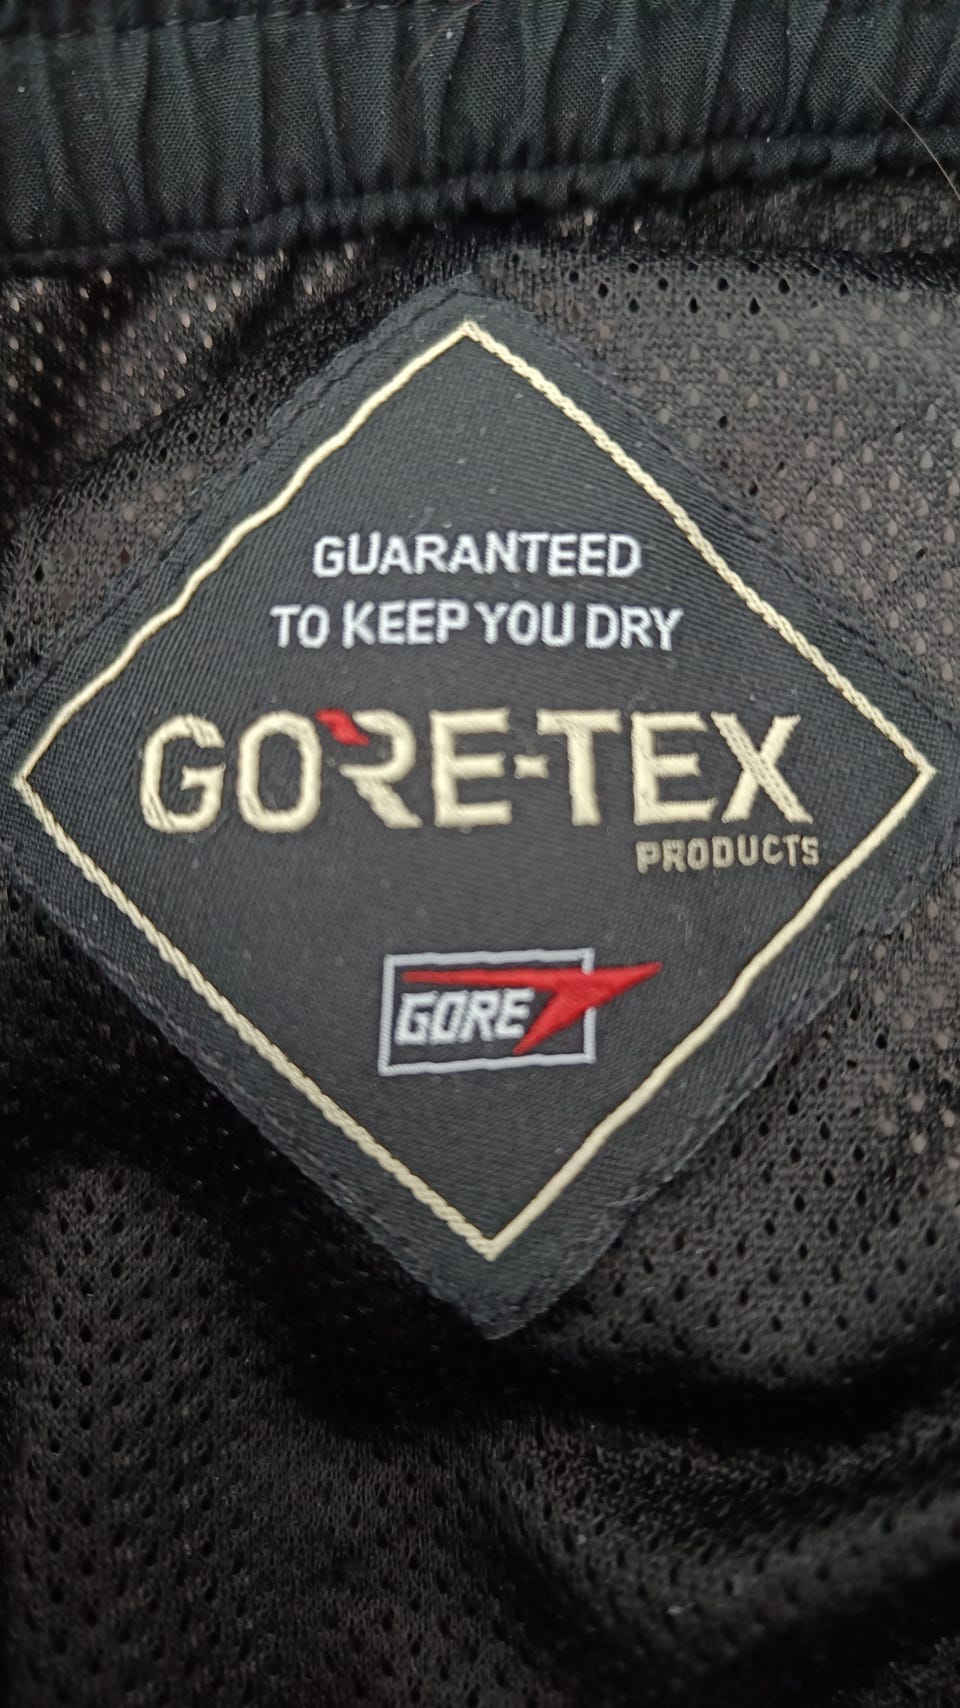 GUARANTEED
TO KEEP YOU DRY
GORE-TEX
PRODUCTS
GORE